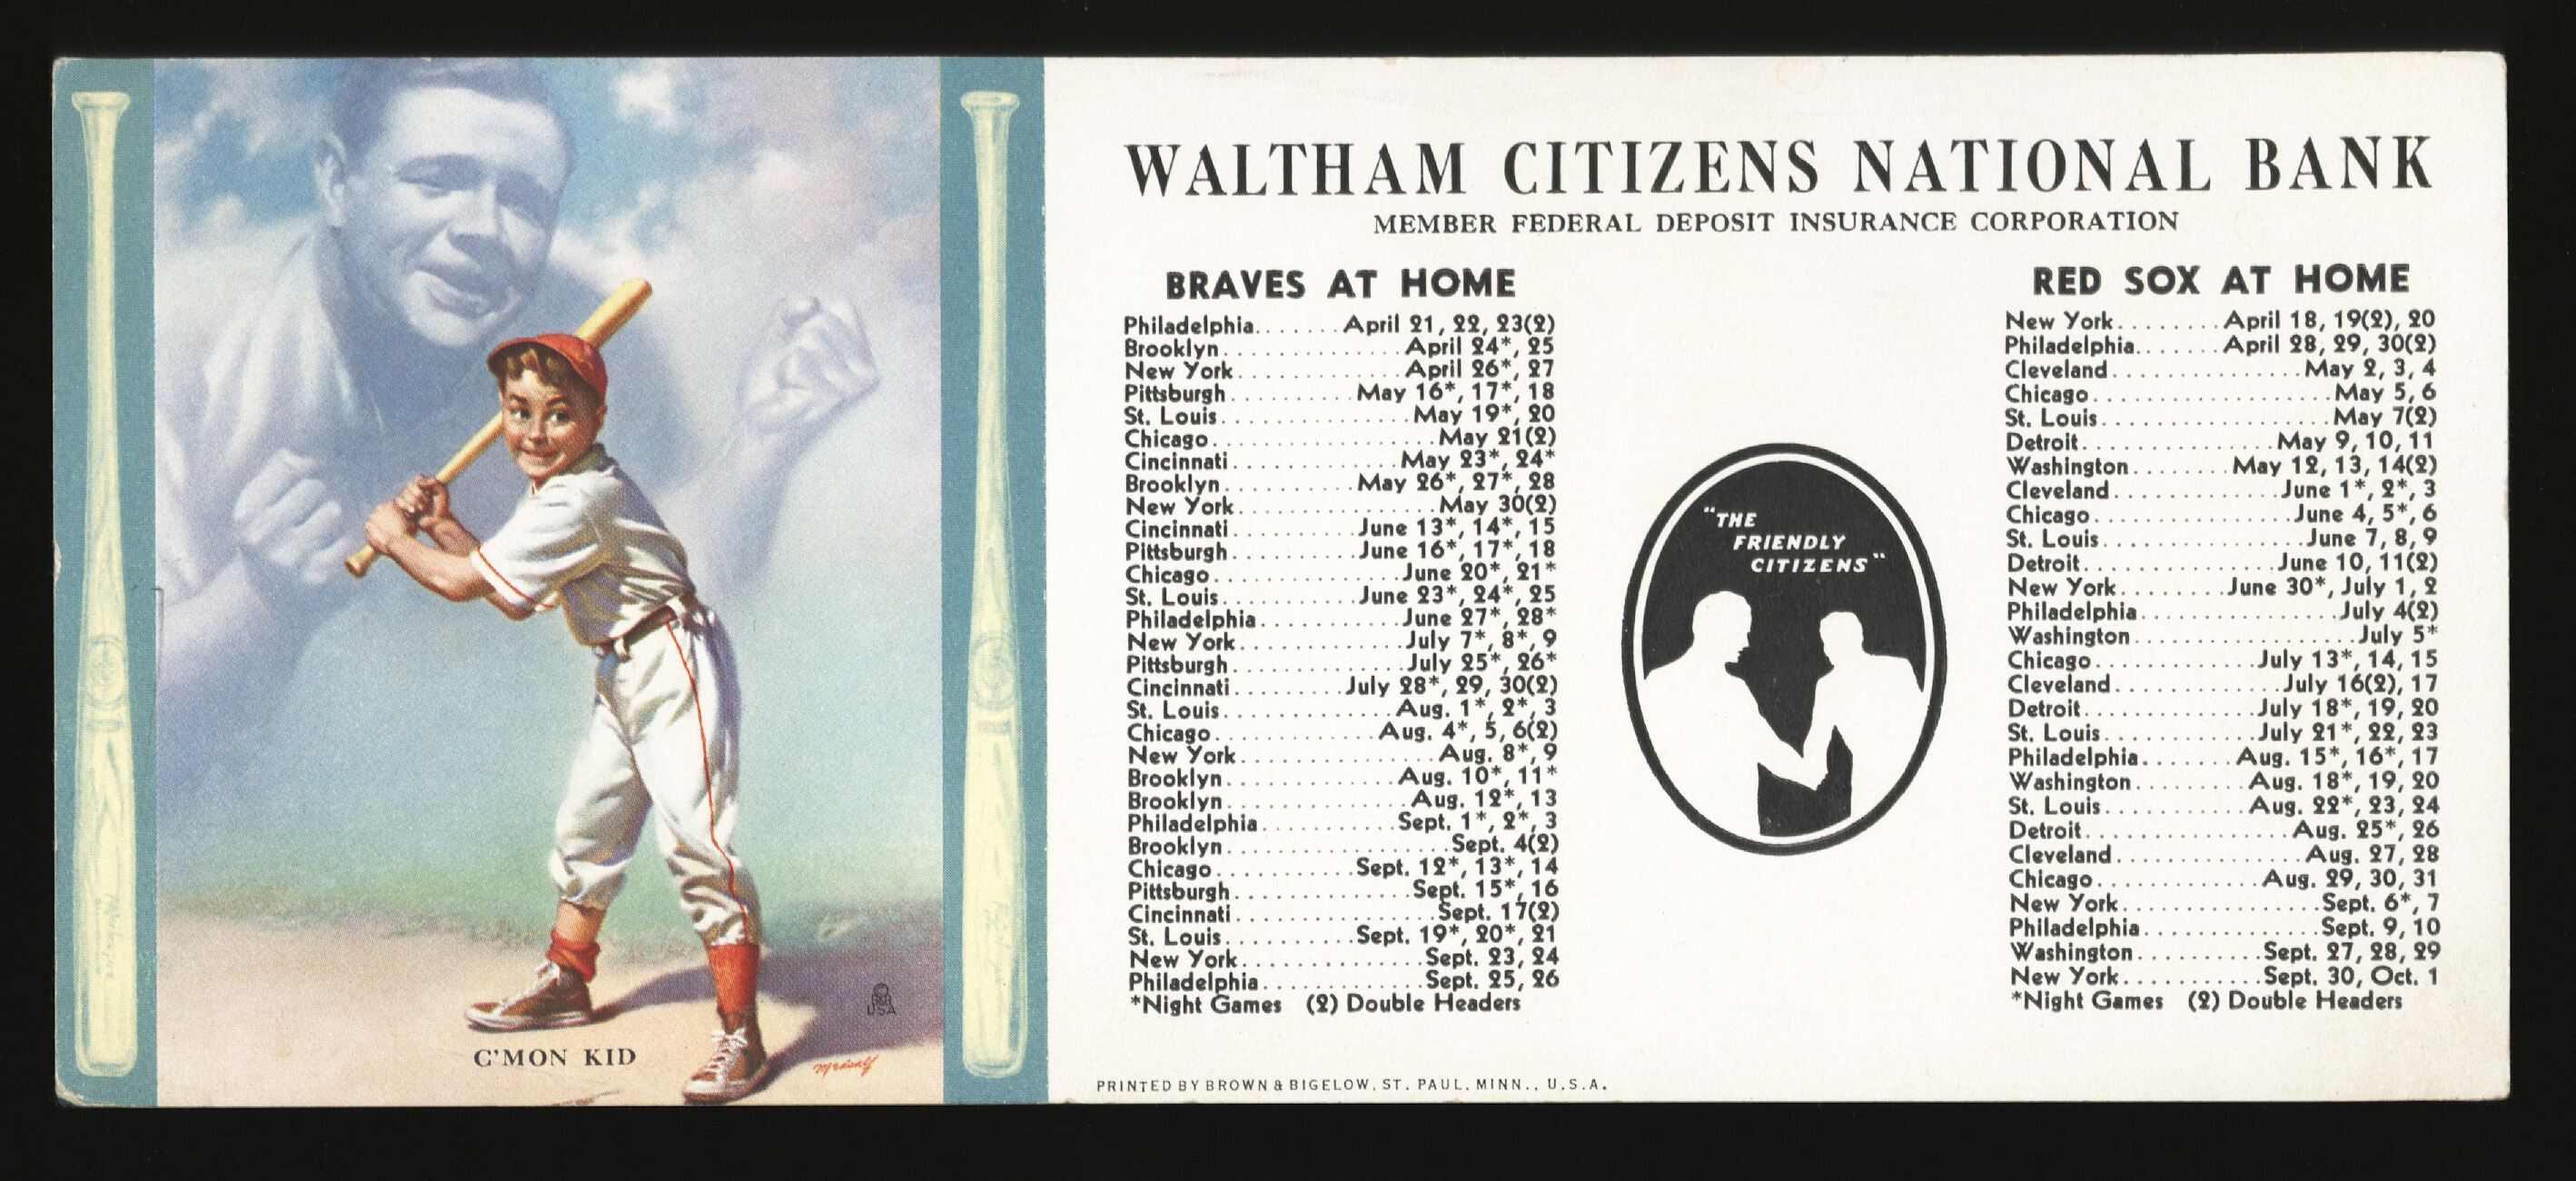 WALTHAM CITIZENS NATIONAL BANK
MEMBER FEDERAL DEPOSIT INSURANCE CORPORATION
BRAVES AT HOME
Philadelphia.......April 21, 22, 23(2)
Brooklyn..............April 24*, 25
New York............April 26*, 27
Pittsburgh..........May 16*, 17*, 18
St. Louis...............May 19*, 20
Chicago.................May 21(2)
Cincinnati.............May 23*, 24*
Brooklyn...........May 26*, 27*, 28
New York...............May 30(2)
Cincinnati..........June 13*, 14*, 15
Pittsburgh..........June 16*, 17*, 18
Chicago..............June 20*, 21*
St. Louis..........June 23*, 24*, 25
Philadelphia..........June 27*, 28*
New York............July 7*, 8*, 9
Pittsburgh............July 25*, 26*
Cincinnati........July 28*, 29, 30(2)
St. Louis.............Aug. 1*, 2*, 3
Chicago............Aug. 4*, 5, 6(2)
New York..............Aug. 8*, 9
Brooklyn............Aug. 10*, 11*
Brooklyn.............Aug. 12*, 13
Philadelphia..........Sept. 1*, 2*, 3
Brooklyn................Sept. 4(2)
Chicago..........Sept. 12*, 13*, 14
Pittsburgh............Sept. 15*, 16
Cincinnati..............Sept. 17(2)
St. Louis..........Sept. 19*, 20*, 21
New York.............Sept. 23, 24
Philadelphia............Sept. 25, 26
*Night Games (2) Double Headers
"THE
FRIENDLY
CITIZENS"
RED SOX AT HOME
New York........April 18, 19(2), 20
Philadelphia.......April 28, 29, 30(2)
Cleveland..............May 2, 3, 4
Chicago..................May 5, 6
St. Louis.................May 7(2)
Detroit..............May 9, 10, 11
Washington.......May 12, 13, 14(2)
Cleveland............June 1*, 2*, 3
Chicago..............June 4, 5*, 6
St. Louis...............June 7, 8, 9
Detroit..............June 10, 11(2)
New York........June 30*, July 1, 2
Philadelphia...............July 4(2)
Washington.................July 5*
Chicago............July 13*, 14, 15
Cleveland............July 16(2), 17
Detroit.............July 18*, 19, 20
St. Louis...........July 21*, 22, 23
Philadelphia.......Aug. 15*, 16*, 17
Washington........Aug. 18*, 19, 20
St. Louis...........Aug. 22*, 23, 24
Detroit................Aug. 25*, 26
Cleveland.............Aug. 27, 28
Chicago...........Aug. 29, 30, 31
New York...............Sept. 6*, 7
Philadelphia.............Sept. 9, 10
Washington.........Sept. 27, 28, 29
New York.........Sept. 30, Oct. 1
*Night Games (2) Double Headers
C'MON KID
PRINTED BY BROWN & BIGELOW, ST. PAUL, MINN., U.S.A.
©
B&B
USA